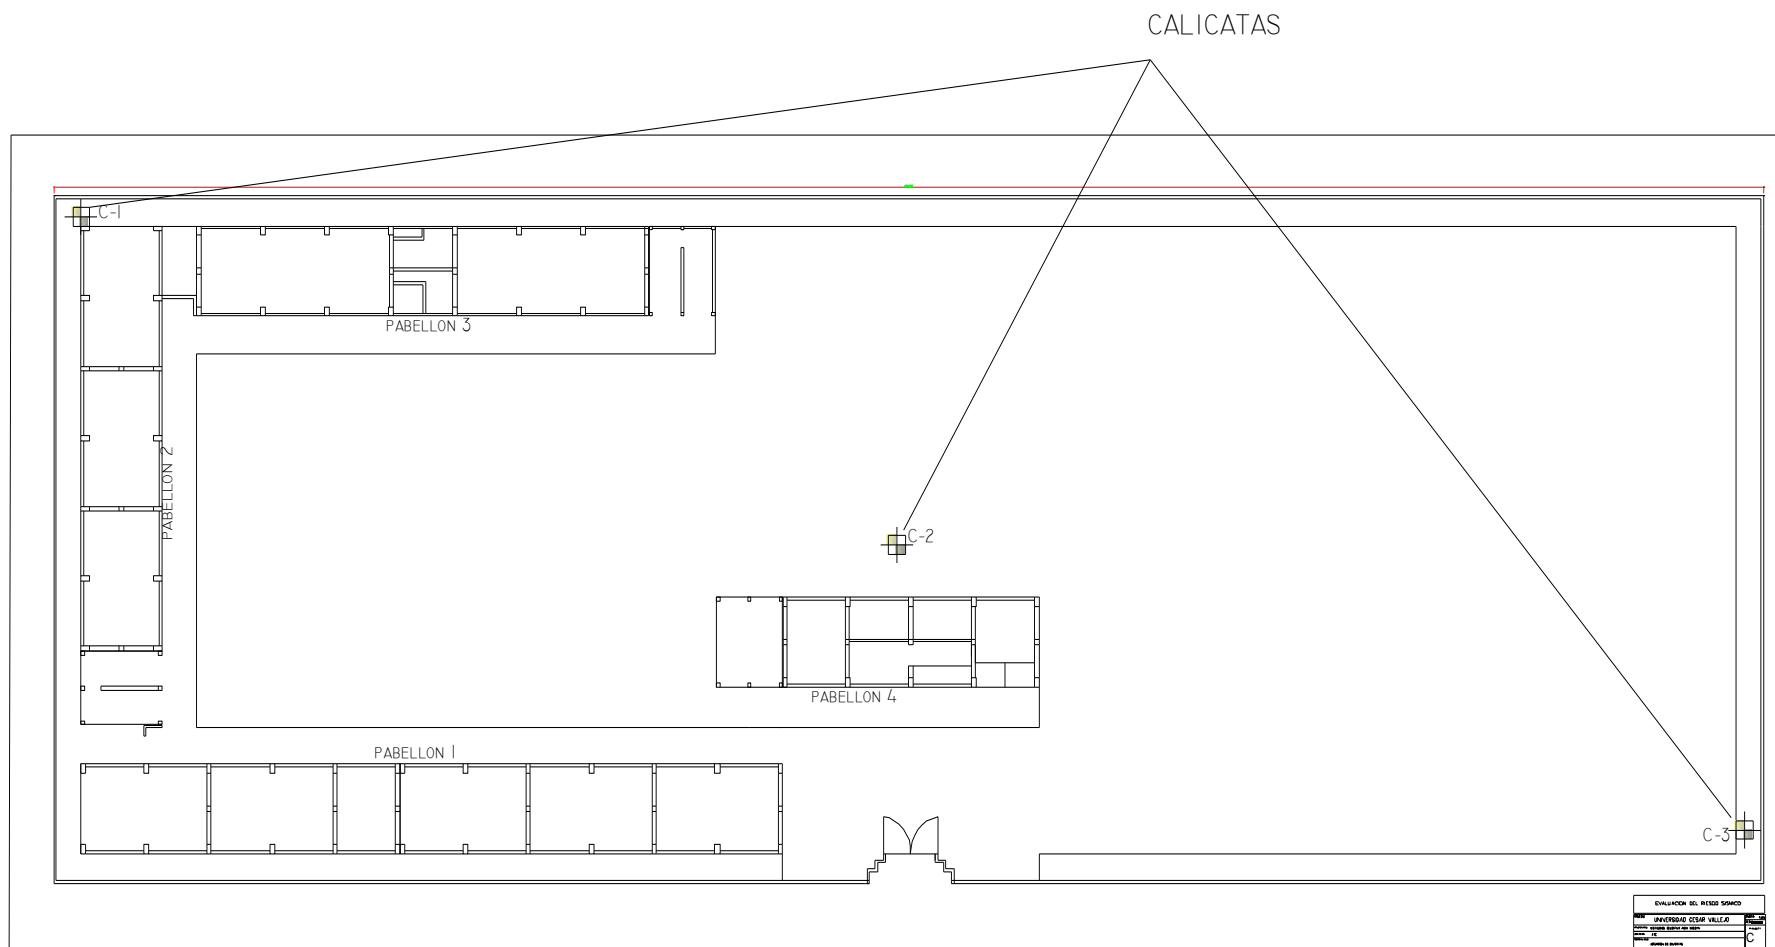 CALICATAS
C-1
PABELLON 3
PABELLON 2
C-2
PABELLON 4
PABELLON 1
C-3
EVALUACION DEL RIESGO SISMICO
UNIVERSIDAD CESAR VALLEJO
C